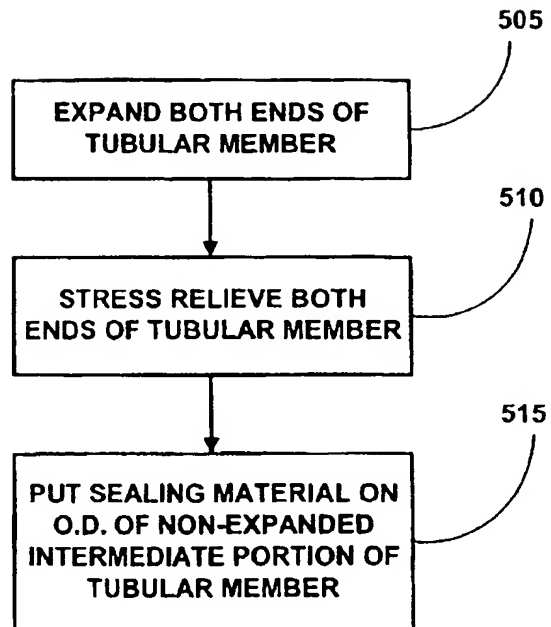 505
EXPAND BOTH ENDS OF
TUBULAR MEMBER
510
STRESS RELIEVE BOTH
ENDS OF TUBULAR MEMBER
515
PUT SEALING MATERIAL ON
O.D. OF NON-EXPANDED
INTERMEDIATE PORTION OF
TUBULAR MEMBER